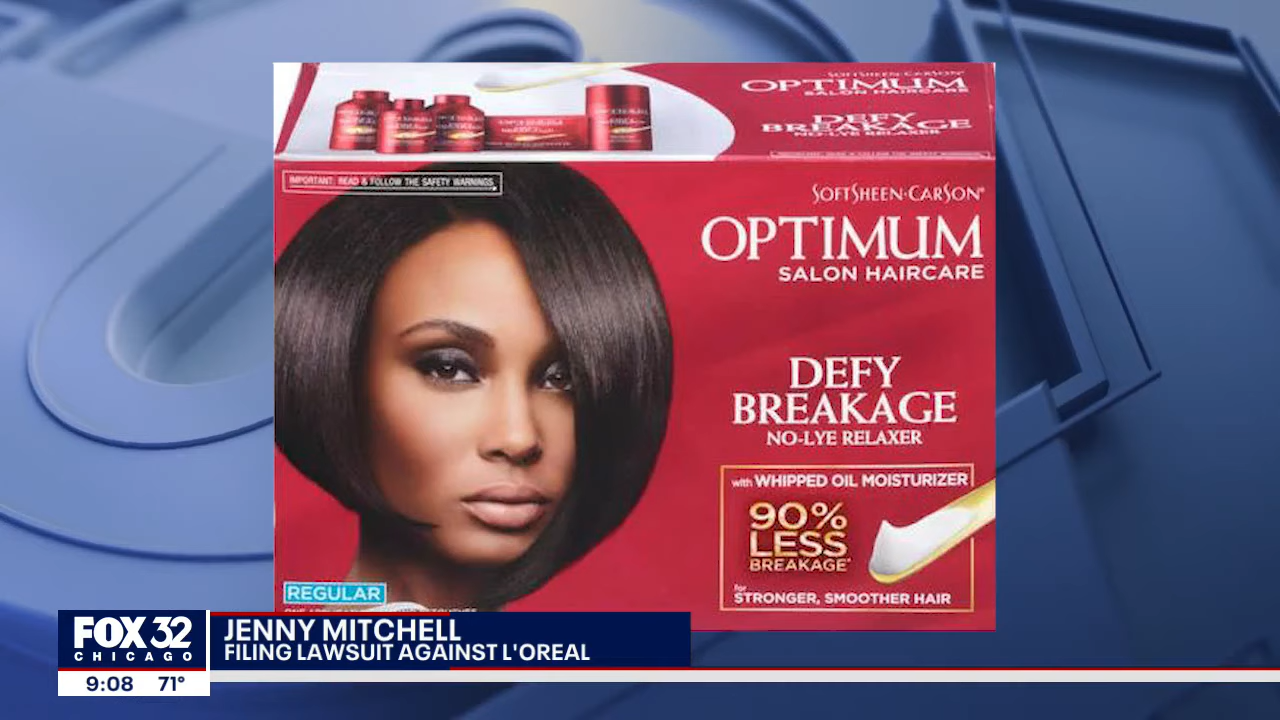 SOFTSHEEN·CARSON®
OPTIMUM
SALON HAIRCARE
DEFY
BREAKAGE
NO-LYE RELAXER
IMPORTANT: READ & FOLLOW THE SAFETY WARNINGS
SOFTSHEEN·CARSON®
OPTIMUM
SALON HAIRCARE
DEFY
BREAKAGE
NO-LYE RELAXER
with WHIPPED OIL MOISTURIZER
90%
LESS
BREAKAGE*
for
STRONGER, SMOOTHER HAIR
REGULAR
FOX 32
CHICAGO
JENNY MITCHELL
FILING LAWSUIT AGAINST L'OREAL
9:08 71°